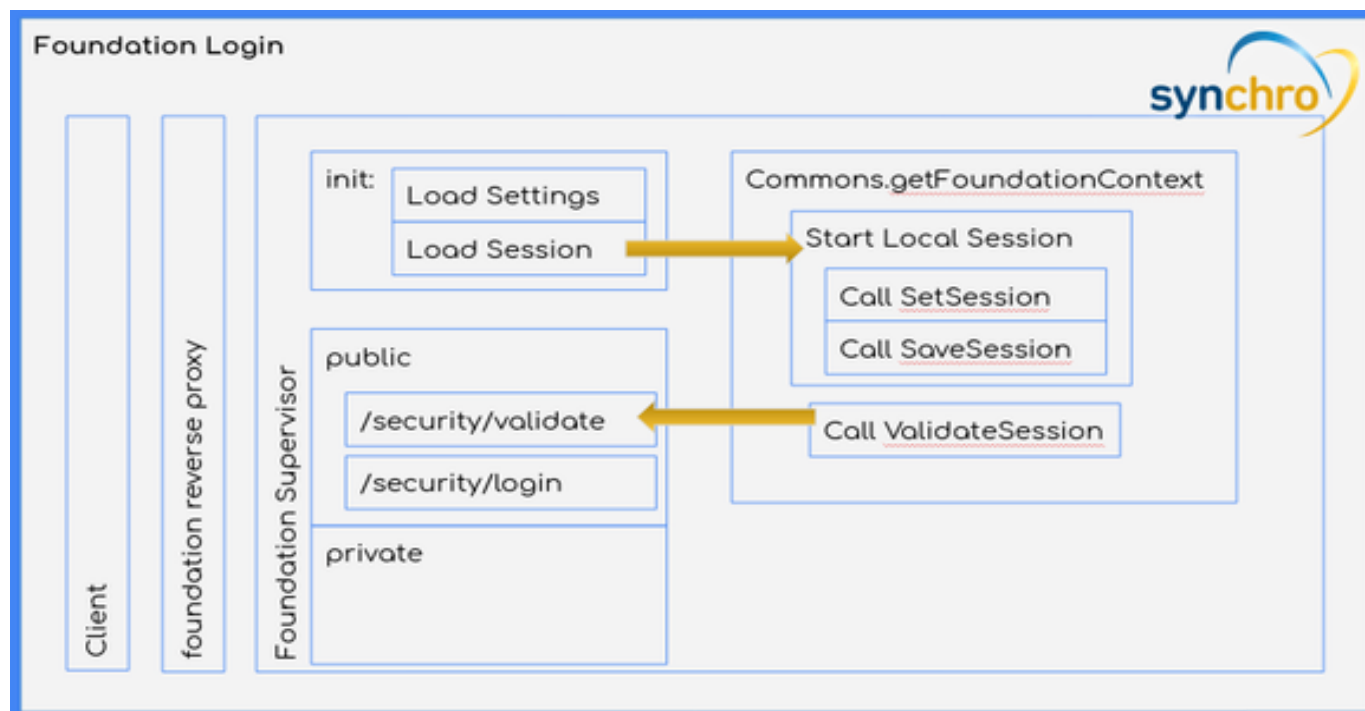 Foundation Login
synchro
Client
foundation reverse proxy
Foundation Supervisor
init:
Load Settings
Load Session
public
/security/validate
/security/login
private
Commons.getFoundationContext
Start Local Session
Call SetSession
Call SaveSession
Call ValidateSession